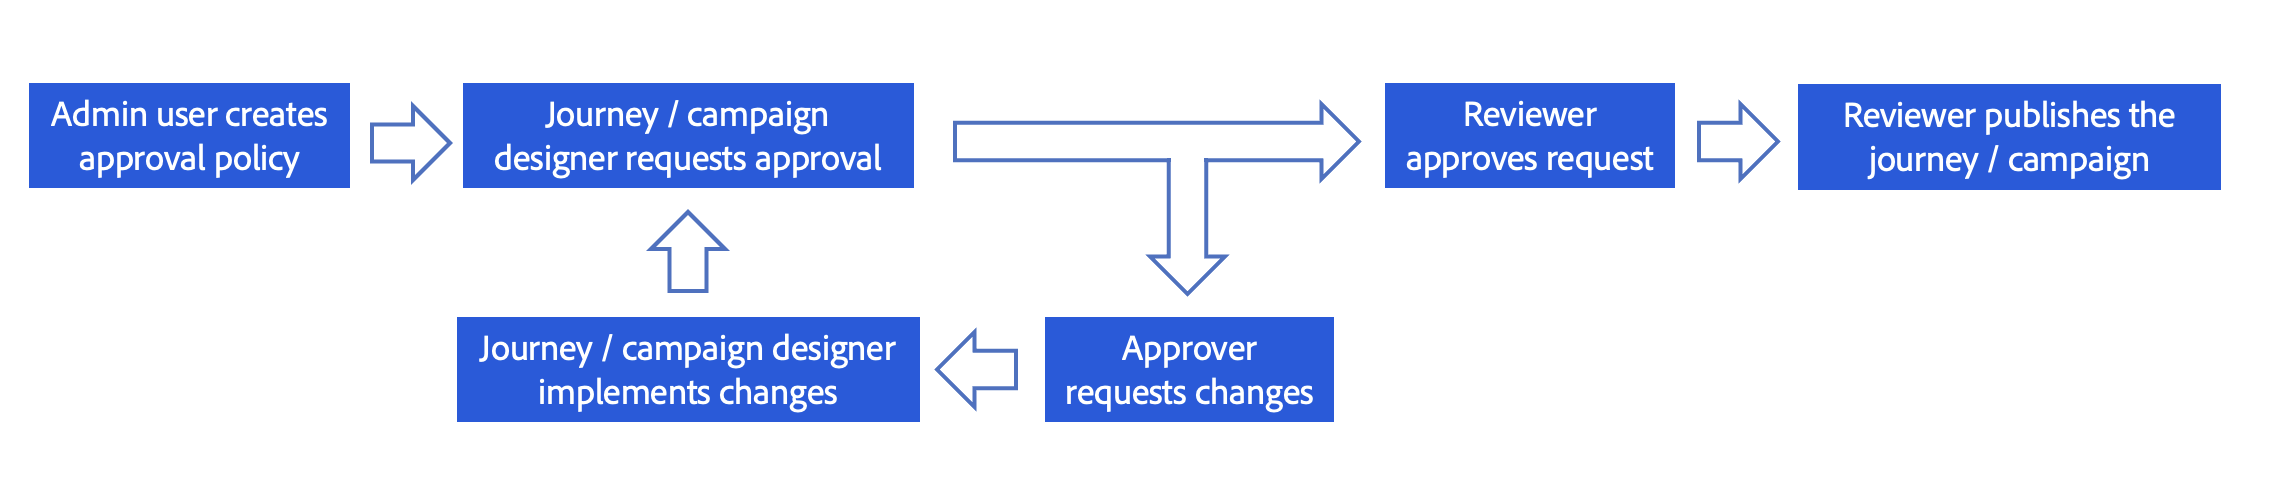 Admin user creates
approval policy
Journey / campaign
designer requests approval
Reviewer
approves request
Reviewer publishes the
journey / campaign
Journey / campaign designer
implements changes
Approver
requests changes